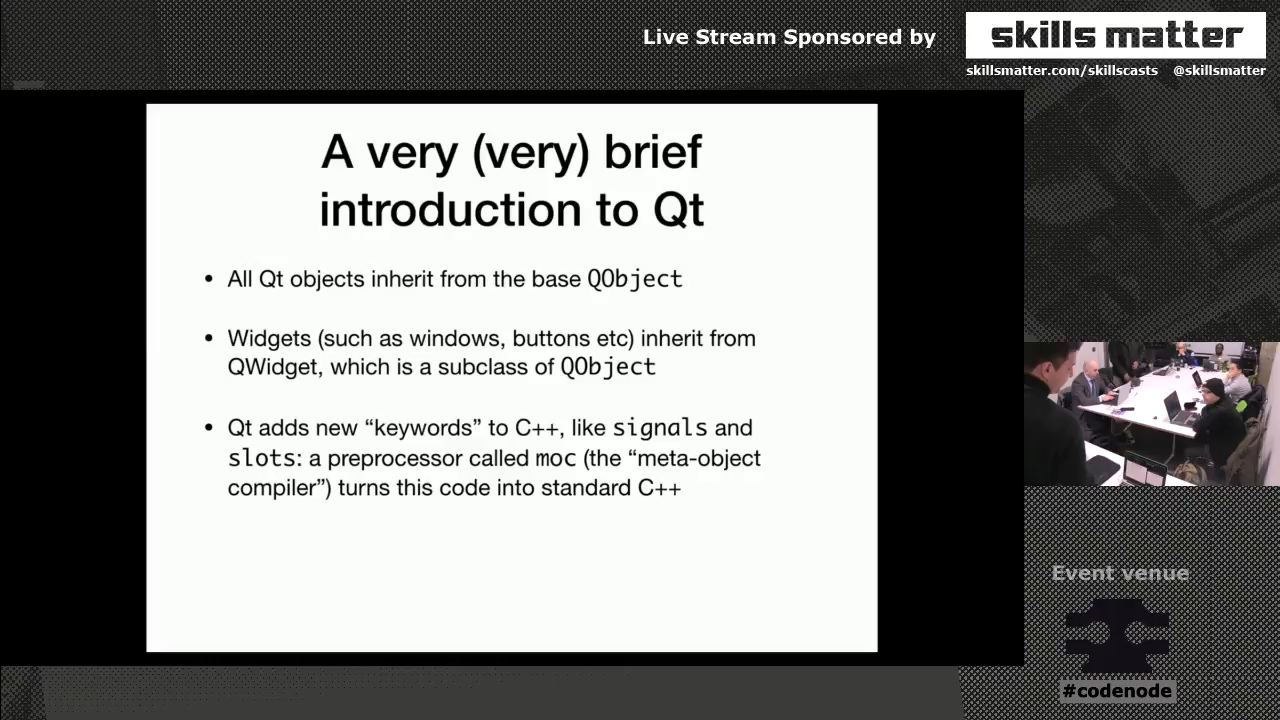 Live Stream Sponsored by
skills matter
skillsmatter.com/skillscasts @skillsmatter
A very (very) brief
introduction to Qt
• All Qt objects inherit from the base QObject
• Widgets (such as windows, buttons etc) inherit from
QWidget, which is a subclass of QObject
• Qt adds new “keywords” to C++, like signals and
slots: a preprocessor called moc (the “meta-object
compiler”) turns this code into standard C++
Event venue
#codenode